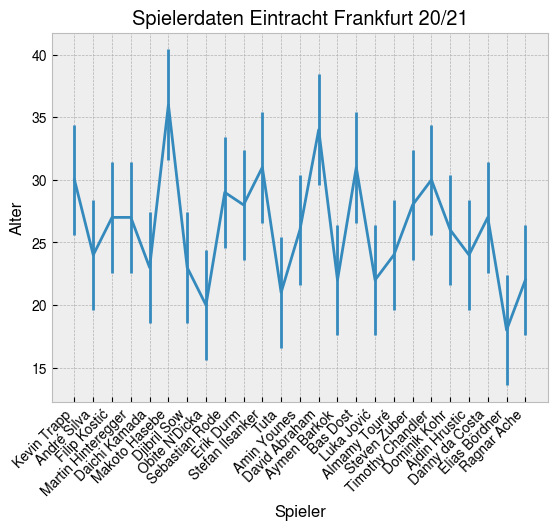 Spielerdaten Eintracht Frankfurt 20/21
40
35
30
25
20
15
Alter
Kevin Trapp
André Silva
Filip Kostić
Martin Hinteregger
Daichi Kamada
Makoto Hasebe
Djibril Sow
Obite N'Dicka
Sebastian Rode
Erik Durm
Stefan Ilsanker
Tuta
Amin Younes
David Abraham
Aymen Barkok
Bas Dost
Luka Jović
Almamy Touré
Steven Zuber
Timothy Chandler
Dominik Kohr
Ajdin Hrustic
Danny da Costa
Elias Bördner
Ragnar Ache
Spieler